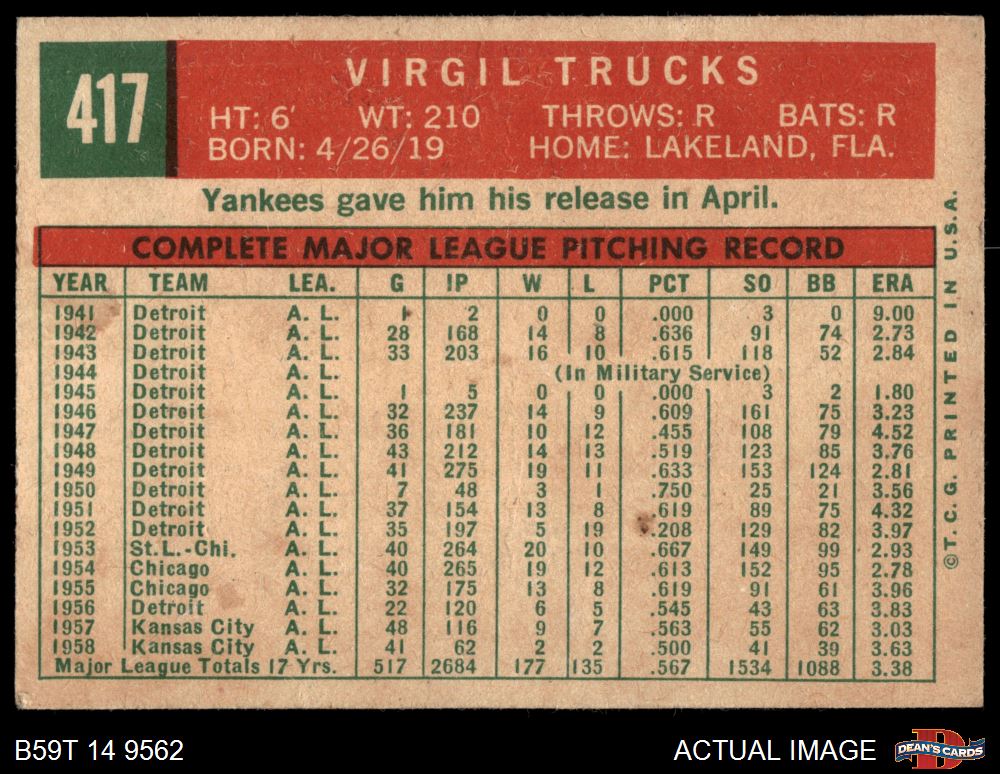 417
VIRGIL TRUCKS
HT: 6' WT: 210 THROWS: R BATS: R
BORN: 4/26/19 HOME: LAKELAND, FLA.
Yankees gave him his release in April.
COMPLETE MAJOR LEAGUE PITCHING RECORD
YEAR TEAM LEA. G IP W L PCT SO BB ERA
1941 Detroit A. L. 1 2 0 0 .000 3 0 9.00
1942 Detroit A. L. 28 168 14 8 .636 91 74 2.73
1943 Detroit A. L. 33 203 16 10 .615 118 52 2.84
1944 Detroit A. L. (In Military Service)
1945 Detroit A. L. 1 5 0 0 .000 3 2 1.80
1946 Detroit A. L. 32 237 14 9 .609 161 75 3.23
1947 Detroit A. L. 36 181 10 12 .455 108 79 4.52
1948 Detroit A. L. 43 212 14 13 .519 123 85 3.76
1949 Detroit A. L. 41 275 19 11 .633 153 124 2.81
1950 Detroit A. L. 7 48 3 1 .750 25 21 3.56
1951 Detroit A. L. 37 154 13 8 .619 89 75 4.32
1952 Detroit A. L. 35 197 5 19 .208 129 82 3.97
1953 St. L.-Chi. A. L. 40 264 20 10 .667 149 99 2.93
1954 Chicago A. L. 40 265 19 12 .613 152 95 2.78
1955 Chicago A. L. 32 175 13 8 .619 91 61 3.96
1956 Detroit A. L. 22 120 6 5 .545 43 63 3.83
1957 Kansas City A. L. 48 116 9 7 .563 55 62 3.03
1958 Kansas City A. L. 41 62 2 2 .500 41 39 3.63
Major League Totals 17 Yrs. 517 2684 177 135 .567 1534 1088 3.38
©T. C. G. PRINTED IN U.S.A.
B59T 14 9562
ACTUAL IMAGE
DEAN'S CARDS